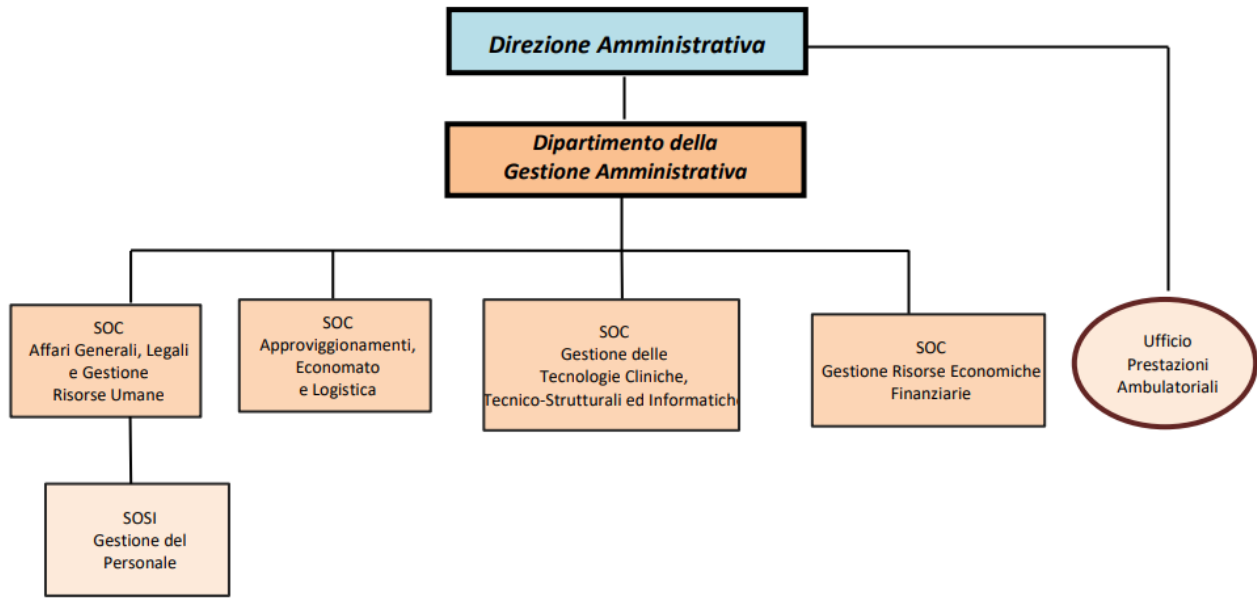 Direzione Amministrativa
Dipartimento della
Gestione Amministrativa
SOC
Affari Generali, Legali
e Gestione
Risorse Umane
SOC
Approviggionamenti,
Economato
e Logistica
SOC
Gestione delle
Tecnologie Cliniche,
Tecnico-Strutturali ed Informatiche
SOC
Gestione Risorse Economiche
Finanziarie
Ufficio
Prestazioni
Ambulatoriali
SOSI
Gestione del
Personale